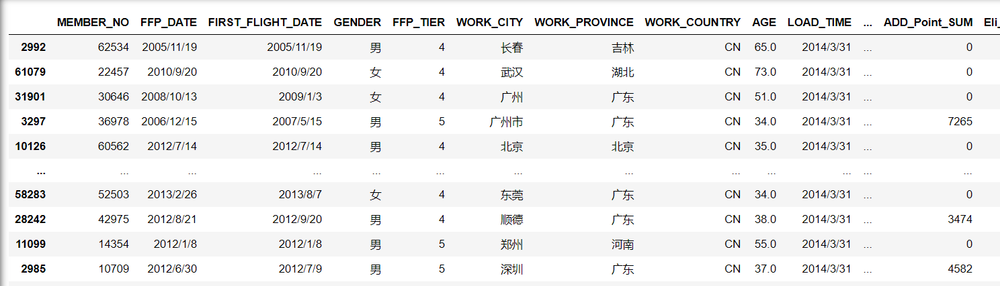 MEMBER_NO FFP_DATE FIRST_FLIGHT_DATE GENDER FFP_TIER WORK_CITY WORK_PROVINCE WORK_COUNTRY AGE LOAD_TIME ... ADD_Point_SUM Eli_
2992 62534 2005/11/19 2005/11/19 男 4 长春 吉林 CN 65.0 2014/3/31 ... 0
61079 22457 2010/9/20 2010/9/20 女 4 武汉 湖北 CN 73.0 2014/3/31 ... 0
31901 30646 2008/10/13 2009/1/3 女 4 广州 广东 CN 51.0 2014/3/31 ... 0
3297 36978 2006/12/15 2007/5/15 男 5 广州市 广东 CN 34.0 2014/3/31 ... 7265
10126 60562 2012/7/14 2012/7/14 男 4 北京 北京 CN 35.0 2014/3/31 ... 0
... ... ... ... ... ... ... ... ... ... ... ... ...
58283 52503 2013/2/26 2013/8/7 女 4 东莞 广东 CN 34.0 2014/3/31 ... 0
28242 42975 2012/8/21 2012/9/20 男 4 顺德 广东 CN 38.0 2014/3/31 ... 3474
11099 14354 2012/1/8 2012/1/8 男 5 郑州 河南 CN 55.0 2014/3/31 ... 0
2985 10709 2012/6/30 2012/7/9 男 5 深圳 广东 CN 37.0 2014/3/31 ... 4582